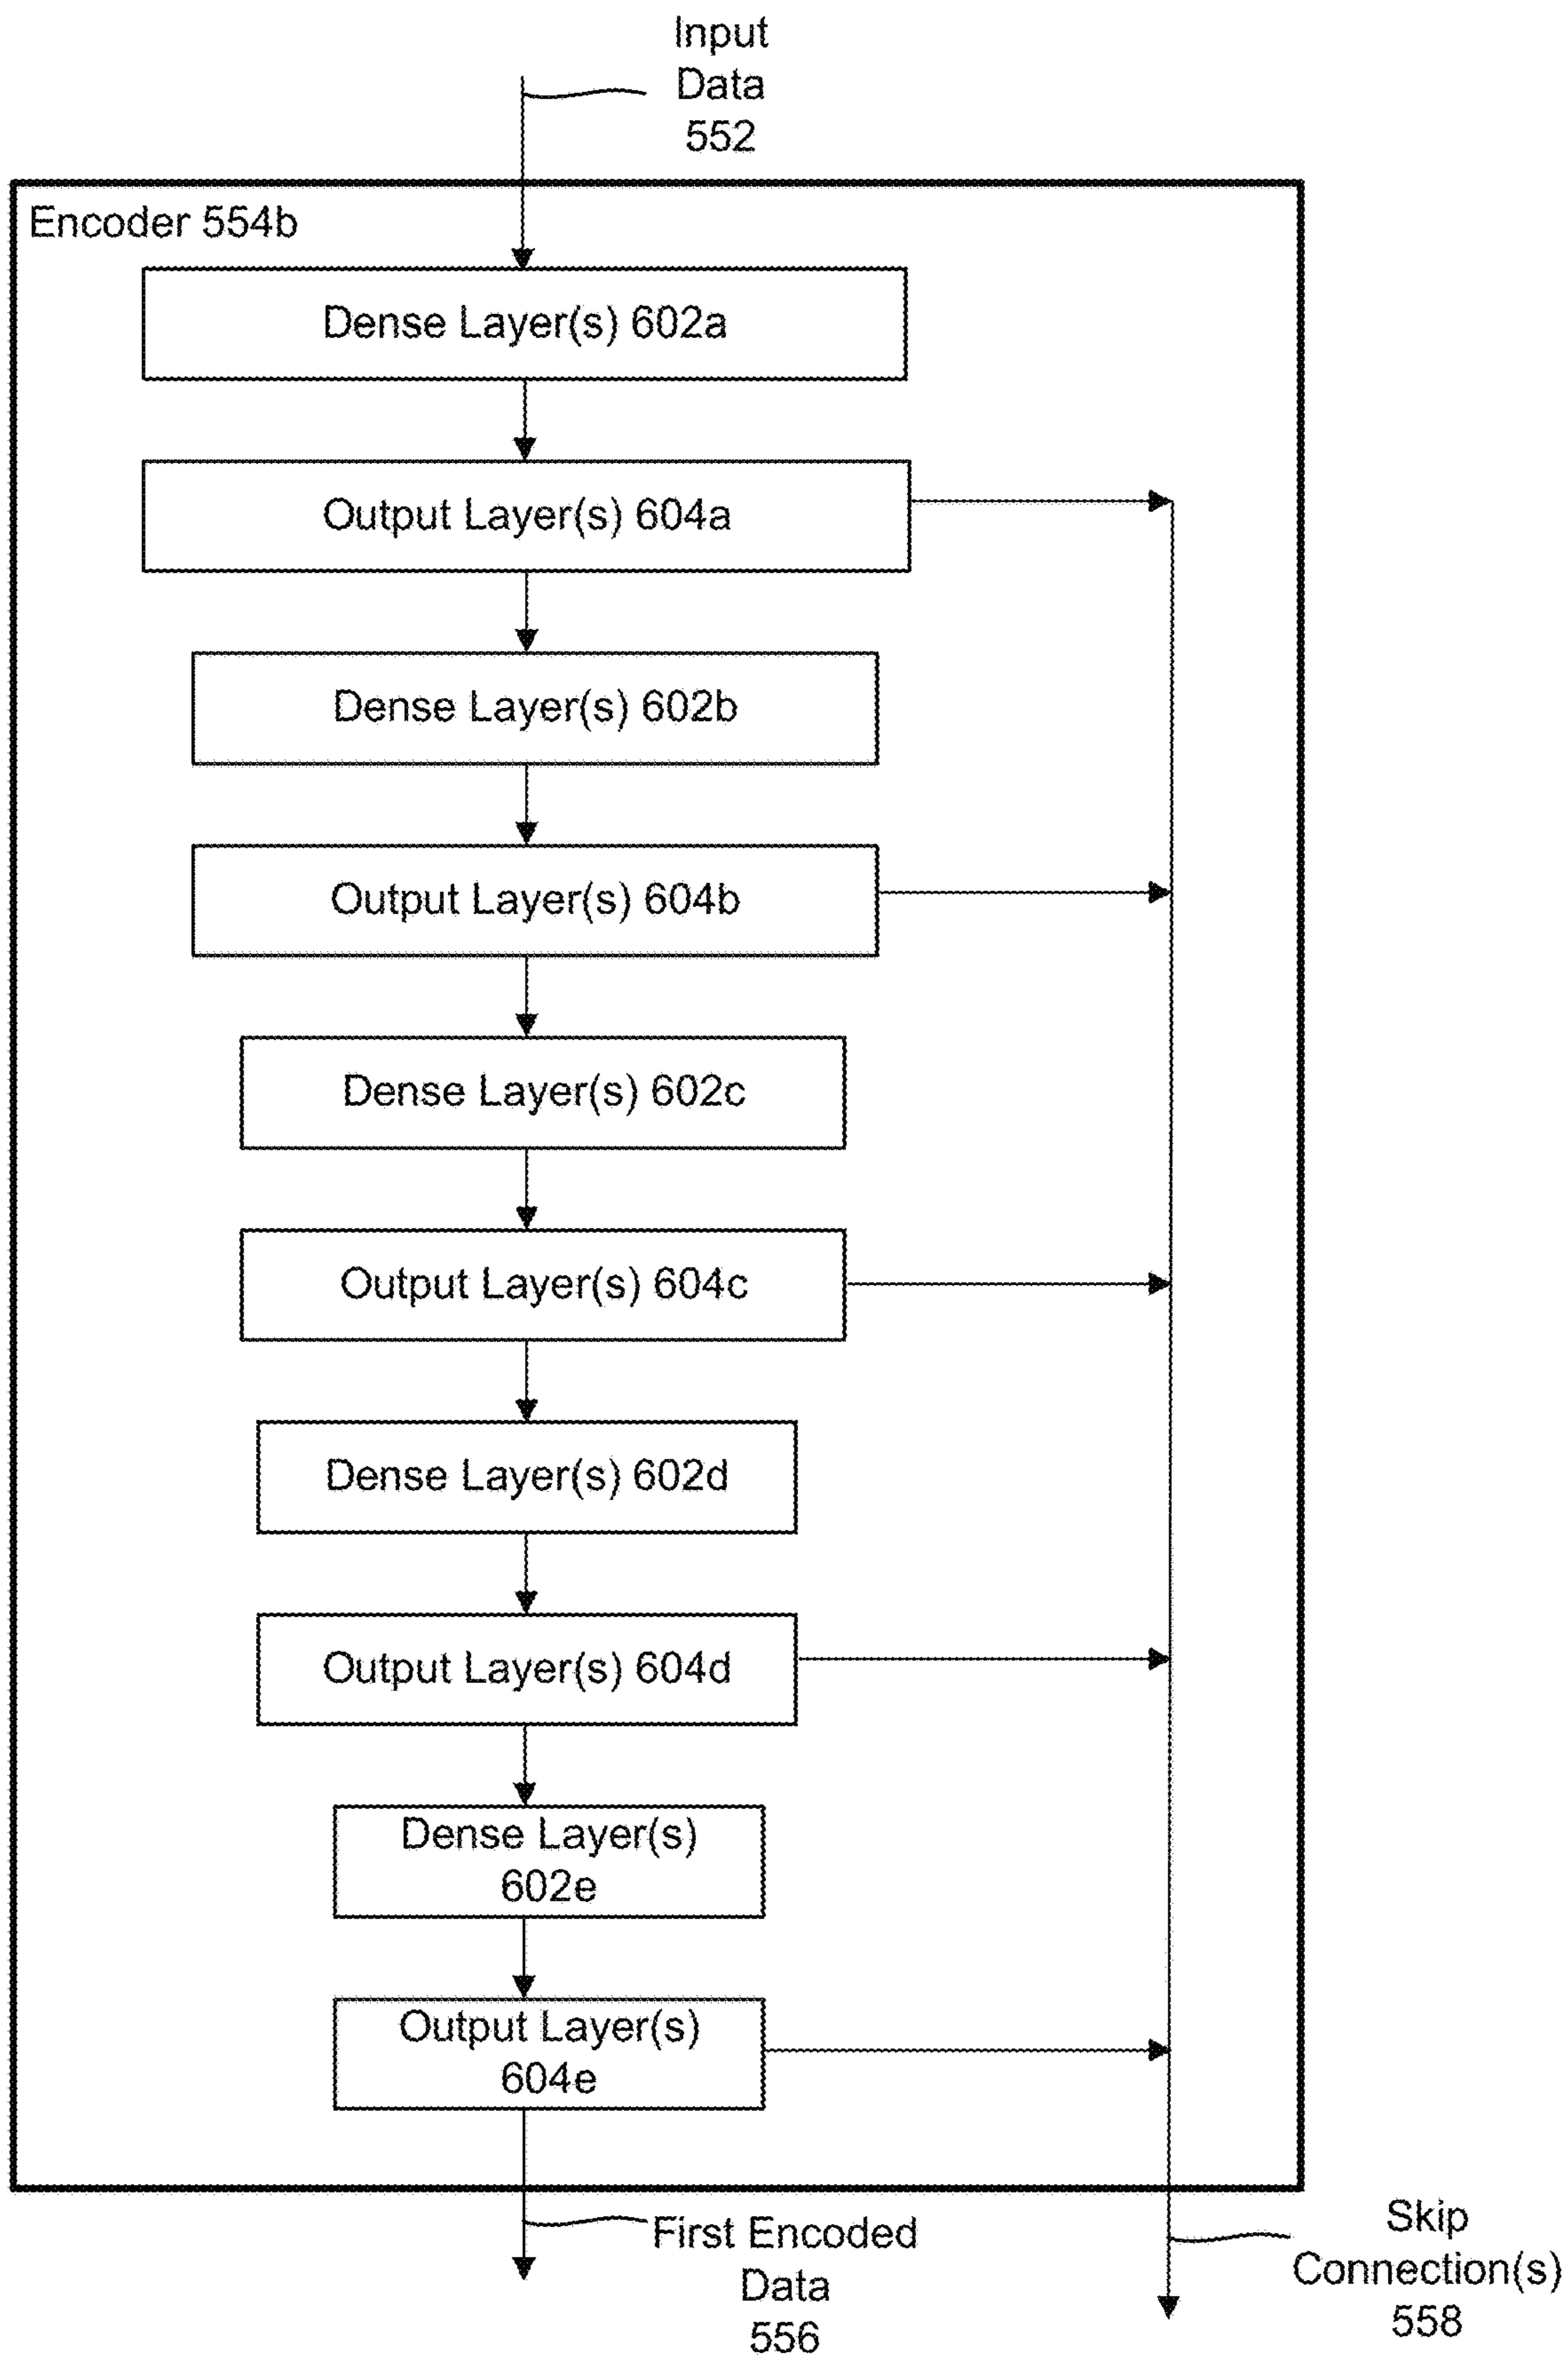 Input
Data
552
Encoder 554b
Dense Layer(s) 602a
Output Layer(s) 604a
Dense Layer(s) 602b
Output Layer(s) 604b
Dense Layer(s) 602c
Output Layer(s) 604c
Dense Layer(s) 602d
Output Layer(s) 604d
Dense Layer(s)
602e
Output Layer(s)
604e
First Encoded
Data
556
Skip
Connection(s)
558